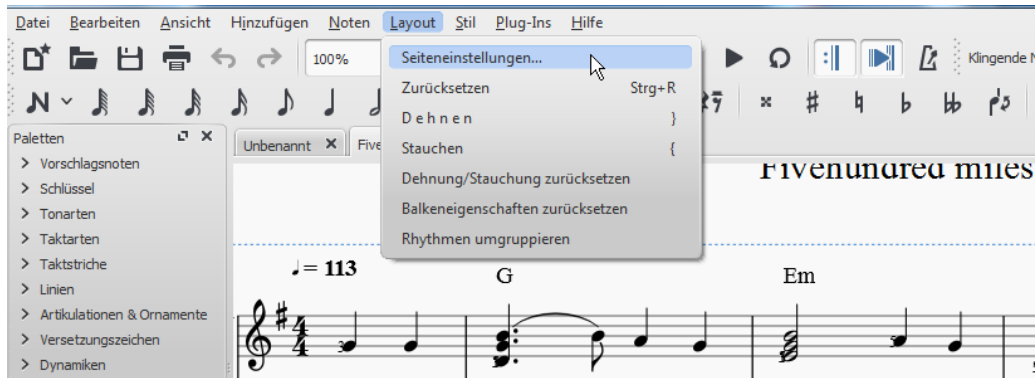 Datei Bearbeiten Ansicht Hinzufügen Noten Layout Stil Plug-Ins Hilfe
100%
Klingende
Seiteneinstellungen...
Zurücksetzen Strg+R
Dehnen }
Stauchen {
Dehnung/Stauchung zurücksetzen
Balkeneigenschaften zurücksetzen
Rhythmen umgruppieren
Paletten
Vorschlagsnoten
Schlüssel
Tonarten
Taktarten
Taktstriche
Linien
Artikulationen & Ornamente
Versetzungszeichen
Dynamiken
Unbenannt Five
Fivehundred miles
= 113
G Em
4
4